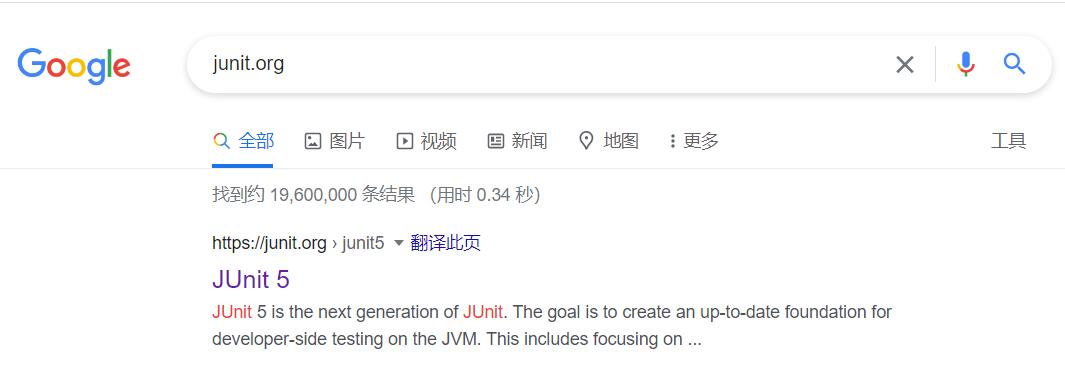 Google junit.org
全部 图片 视频 新闻 地图 更多 工具
找到约 19,600,000 条结果 （用时 0.34 秒）
https://junit.org › junit5 翻译此页
JUnit 5
JUnit 5 is the next generation of JUnit. The goal is to create an up-to-date foundation for
developer-side testing on the JVM. This includes focusing on ...